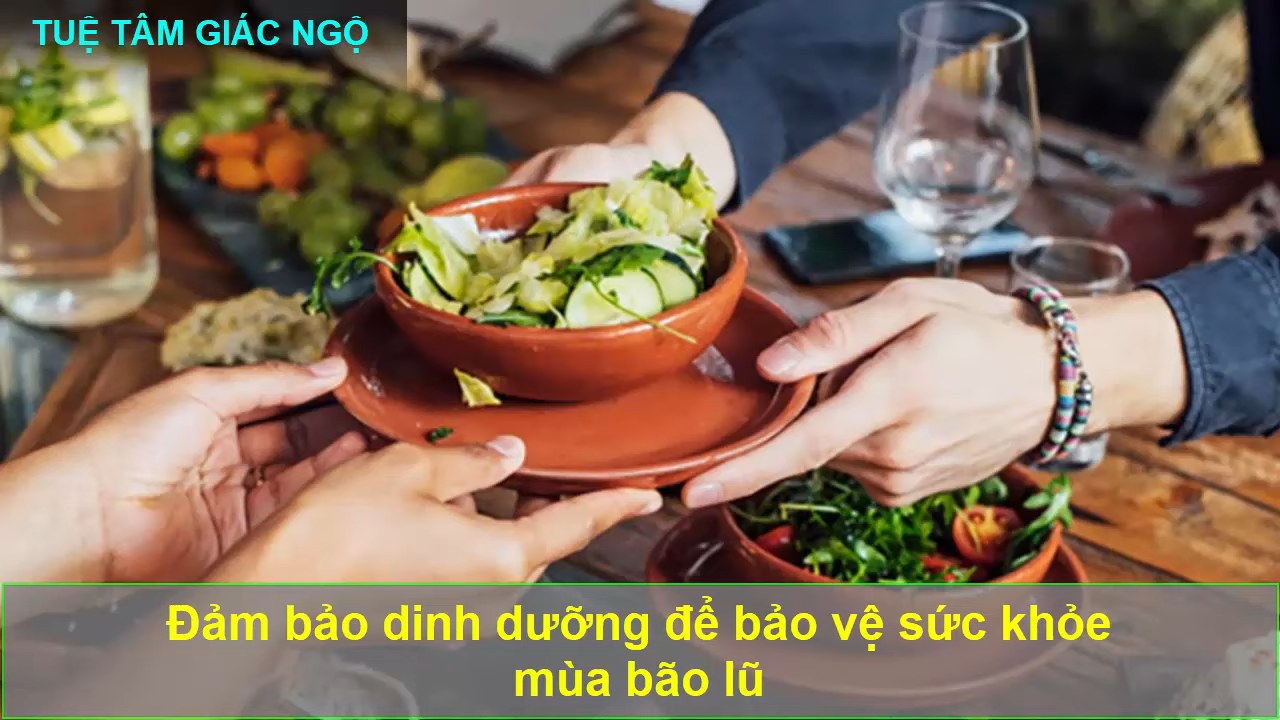 TUỆ TÂM GIÁC NGỘ
Đảm bảo dinh dưỡng để bảo vệ sức khỏe
mùa bão lũ